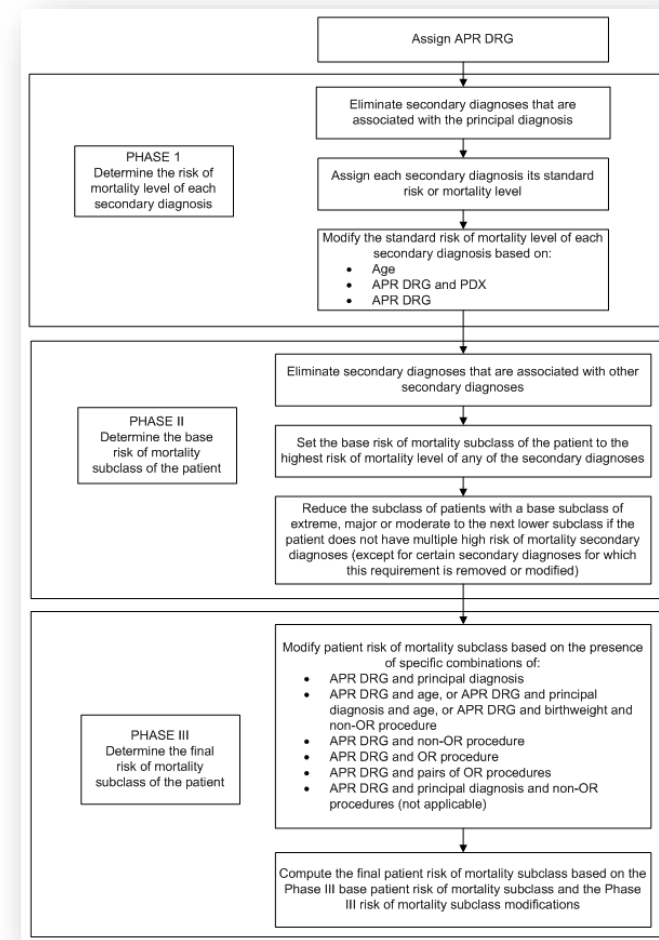 Assign APR DRG
PHASE 1
Determine the risk of
mortality level of each
secondary diagnosis
Eliminate secondary diagnoses that are
associated with the principal diagnosis
Assign each secondary diagnosis its standard
risk or mortality level
Modify the standard risk of mortality level of each
secondary diagnosis based on:
• Age
• APR DRG and PDX
• APR DRG
PHASE II
Determine the base
risk of mortality
subclass of the patient
Eliminate secondary diagnoses that are associated with other
secondary diagnoses
Set the base risk of mortality subclass of the patient to the
highest risk of mortality level of any of the secondary diagnoses
Reduce the subclass of patients with a base subclass of
extreme, major or moderate to the next lower subclass if the
patient does not have multiple high risk of mortality secondary
diagnoses (except for certain secondary diagnoses for which
this requirement is removed or modified)
PHASE III
Determine the final
risk of mortality
subclass of the patient
Modify patient risk of mortality subclass based on the presence
of specific combinations of:
• APR DRG and principal diagnosis
• APR DRG and age, or APR DRG and principal
diagnosis and age, or APR DRG and birthweight and
non-OR procedure
• APR DRG and non-OR procedure
• APR DRG and OR procedure
• APR DRG and pairs of OR procedures
• APR DRG and principal diagnosis and non-OR
procedures (not applicable)
Compute the final patient risk of mortality subclass based on the
Phase III base patient risk of mortality subclass and the Phase
III risk of mortality subclass modifications